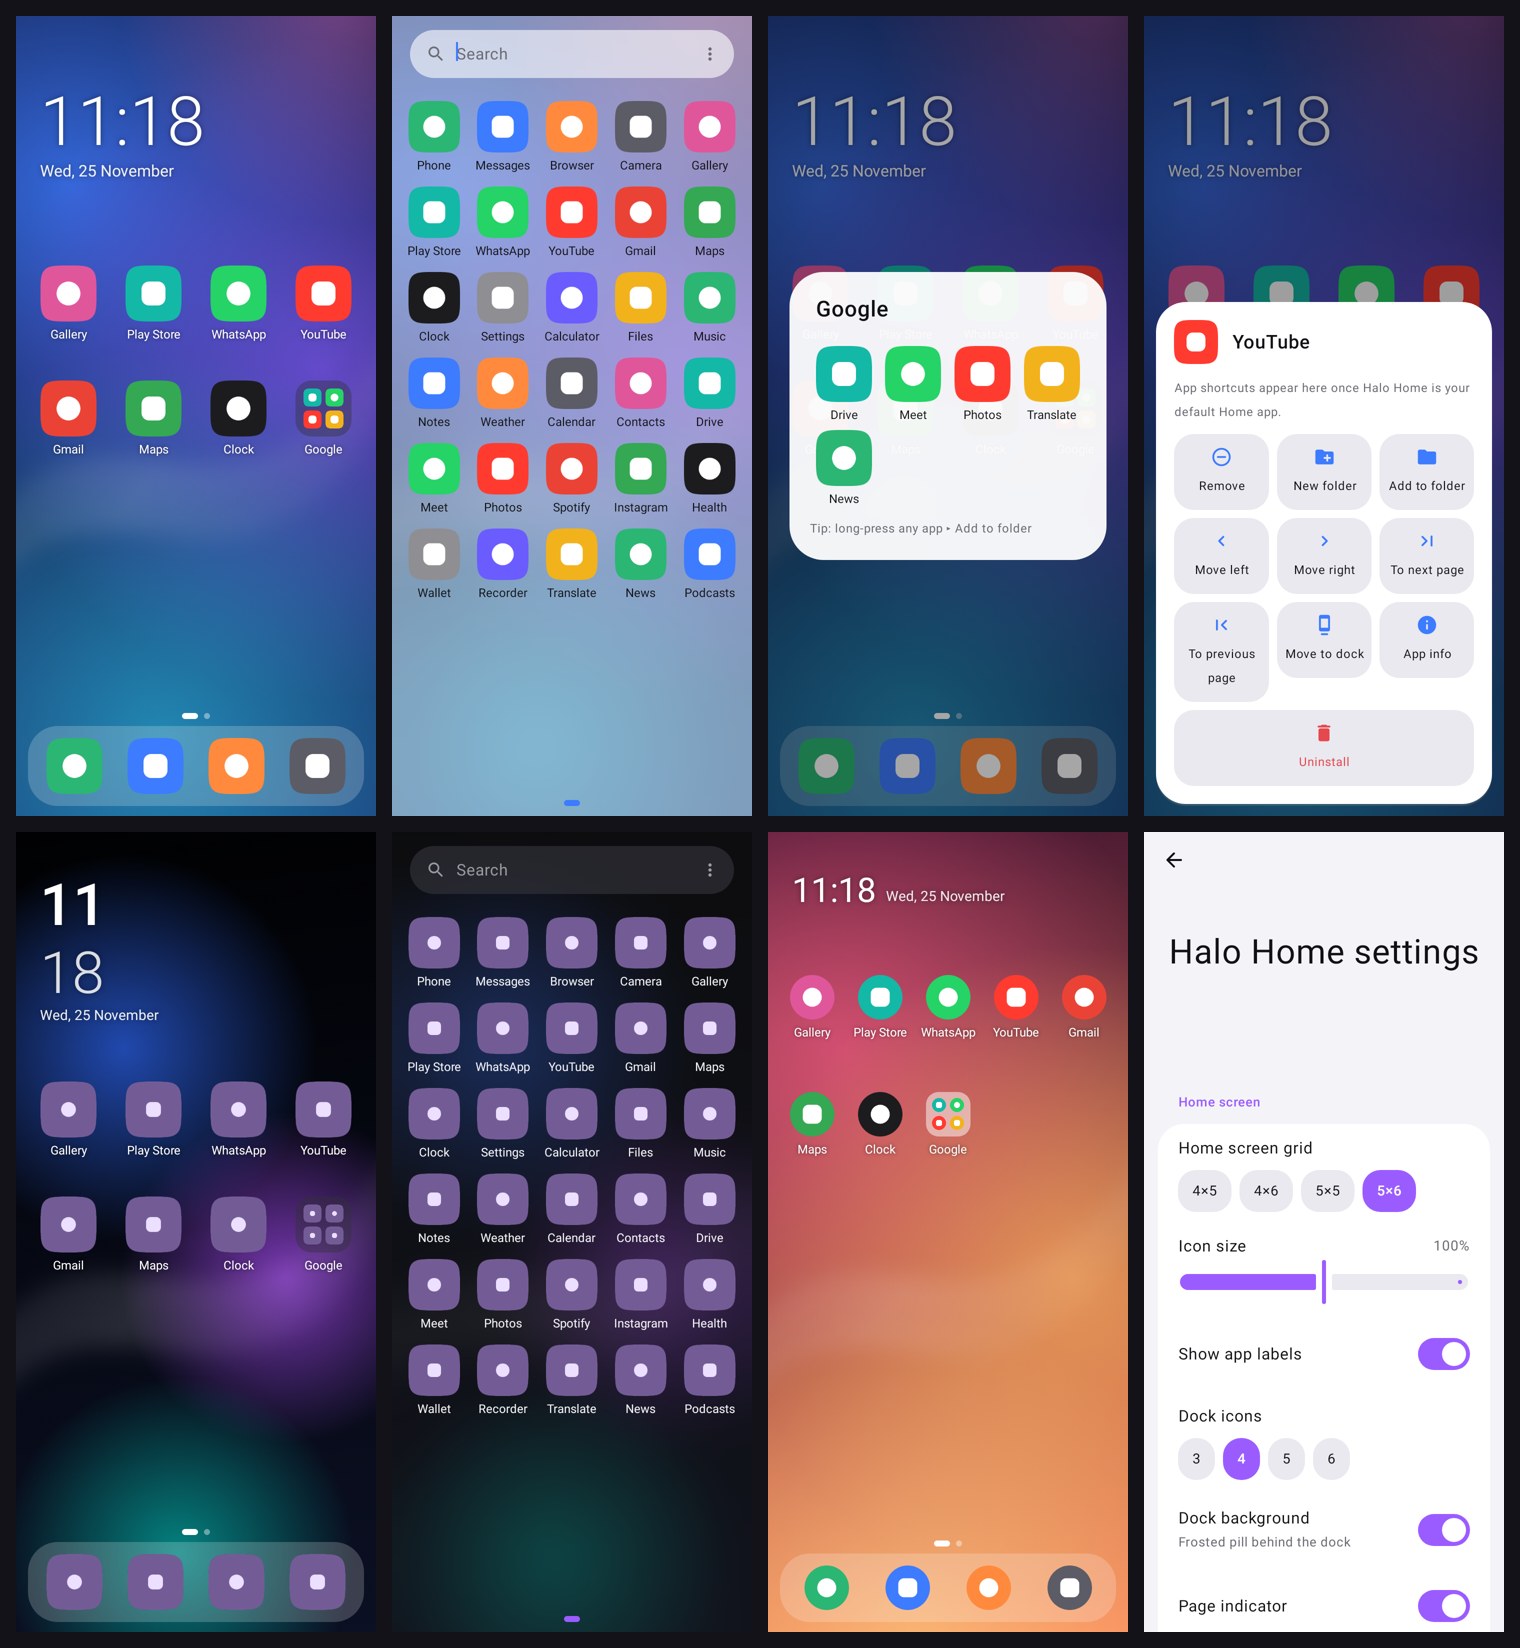 11:18
Wed, 25 November
Gallery Play Store WhatsApp YouTube
Gmail Maps Clock Google
Search
Phone Messages Browser Camera Gallery
Play Store WhatsApp YouTube Gmail Maps
Clock Settings Calculator Files Music
Notes Weather Calendar Contacts Drive
Meet Photos Spotify Instagram Health
Wallet Recorder Translate News Podcasts
11:18
Wed, 25 November
Google
Drive Meet Photos Translate
News
Tip: long-press any app ▸ Add to folder
11:18
Wed, 25 November
YouTube
App shortcuts appear here once Halo Home is your
default Home app.
Remove New folder Add to folder
Move left Move right To next page
To previous
page
Move to dock App info
Uninstall
11
18
Wed, 25 November
Gallery Play Store WhatsApp YouTube
Gmail Maps Clock Google
Search
Phone Messages Browser Camera Gallery
Play Store WhatsApp YouTube Gmail Maps
Clock Settings Calculator Files Music
Notes Weather Calendar Contacts Drive
Meet Photos Spotify Instagram Health
Wallet Recorder Translate News Podcasts
11:18 Wed, 25 November
Gallery Play Store WhatsApp YouTube Gmail
Maps Clock Google
Halo Home settings
Home screen
Home screen grid
4×5 4×6 5×5 5×6
Icon size 100%
Show app labels
Dock icons
3 4 5 6
Dock background
Frosted pill behind the dock
Page indicator